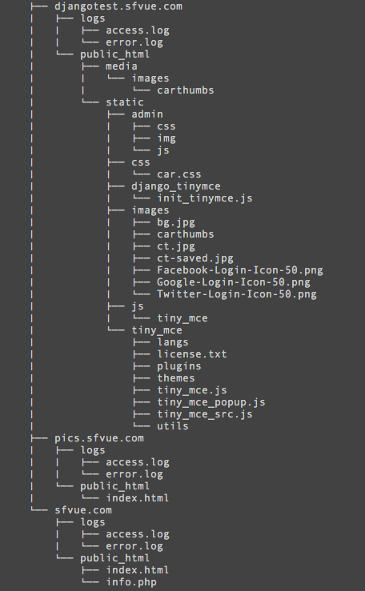 ├── djangotest.sfvue.com
│   ├── logs
│   │   ├── access.log
│   │   └── error.log
│   └── public_html
│       ├── media
│       │   └── images
│       │       └── carthumbs
│       └── static
│           ├── admin
│           │   ├── css
│           │   ├── img
│           │   └── js
│           ├── css
│           │   └── car.css
│           ├── django_tinymce
│           │   └── init_tinymce.js
│           ├── images
│           │   ├── bg.jpg
│           │   ├── carthumbs
│           │   ├── ct.jpg
│           │   ├── ct-saved.jpg
│           │   ├── Facebook-Login-Icon-50.png
│           │   ├── Google-Login-Icon-50.png
│           │   └── Twitter-Login-Icon-50.png
│           ├── js
│           │   └── tiny_mce
│           └── tiny_mce
│               ├── langs
│               ├── license.txt
│               ├── plugins
│               ├── themes
│               ├── tiny_mce.js
│               ├── tiny_mce_popup.js
│               ├── tiny_mce_src.js
│               └── utils
├── pics.sfvue.com
│   ├── logs
│   │   ├── access.log
│   │   └── error.log
│   └── public_html
│       └── index.html
└── sfvue.com
    ├── logs
    │   ├── access.log
    │   └── error.log
    └── public_html
        ├── index.html
        └── info.php